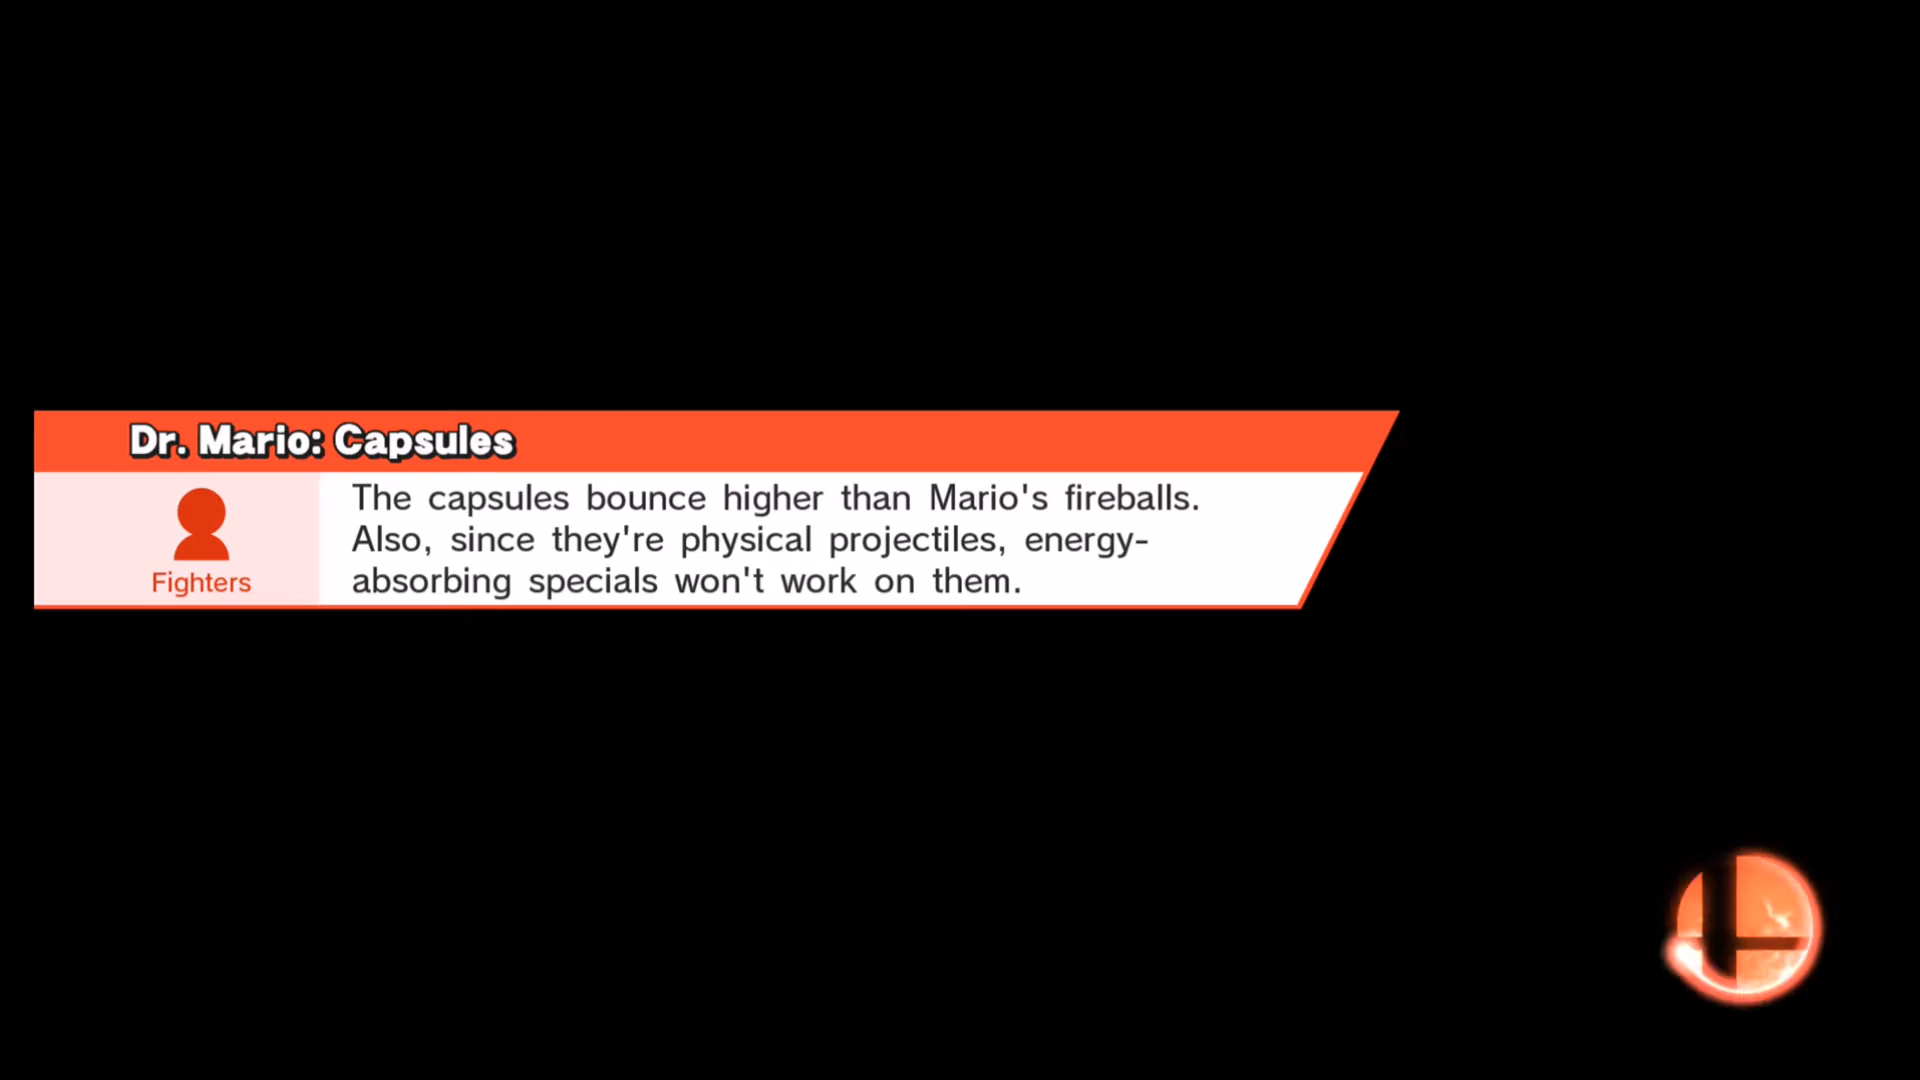 Dr. Mario: Capsules
Fighters
The capsules bounce higher than Mario's fireballs.
Also, since they're physical projectiles, energy-
absorbing specials won't work on them.